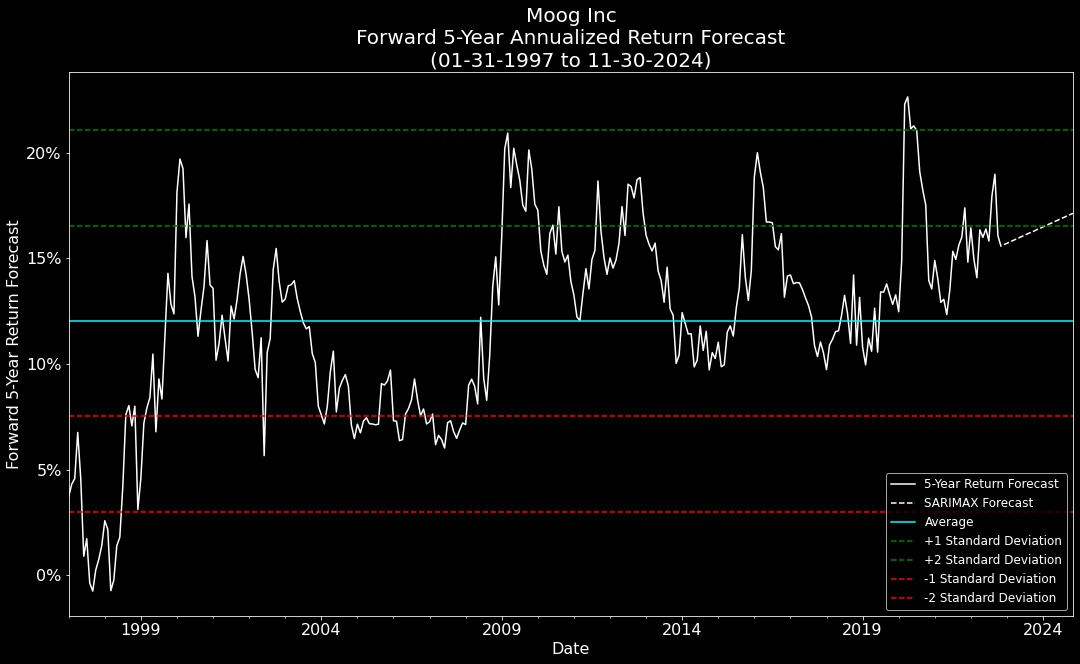 Moog Inc
Forward 5-Year Annualized Return Forecast
(01-31-1997 to 11-30-2024)
Forward 5-Year Return Forecast
20%
15%
10%
5%
0%
5-Year Return Forecast
SARIMAX Forecast
Average
+1 Standard Deviation
+2 Standard Deviation
-1 Standard Deviation
-2 Standard Deviation
1999 2004 2009 2014 2019 2024
Date